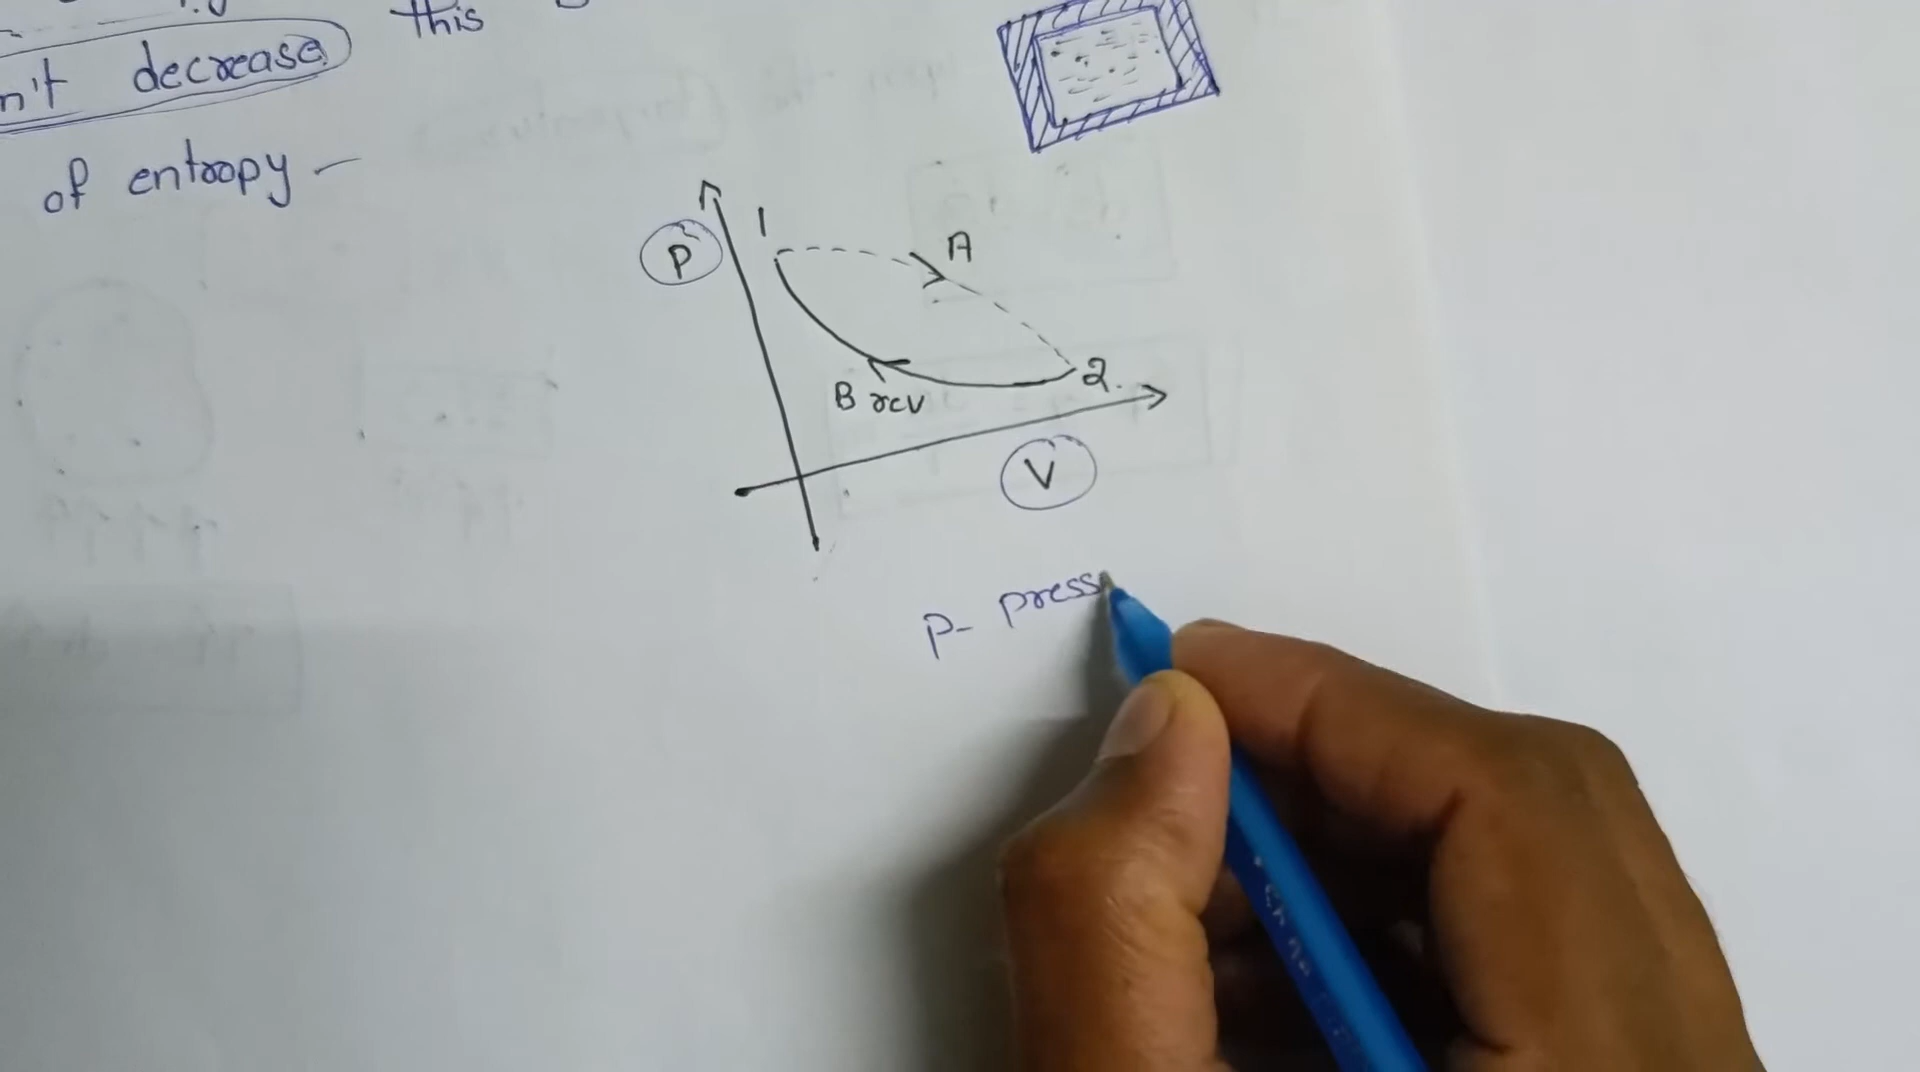 this
n't decrease
of entropy -
1
P
A
2.
B rev
V
P- press